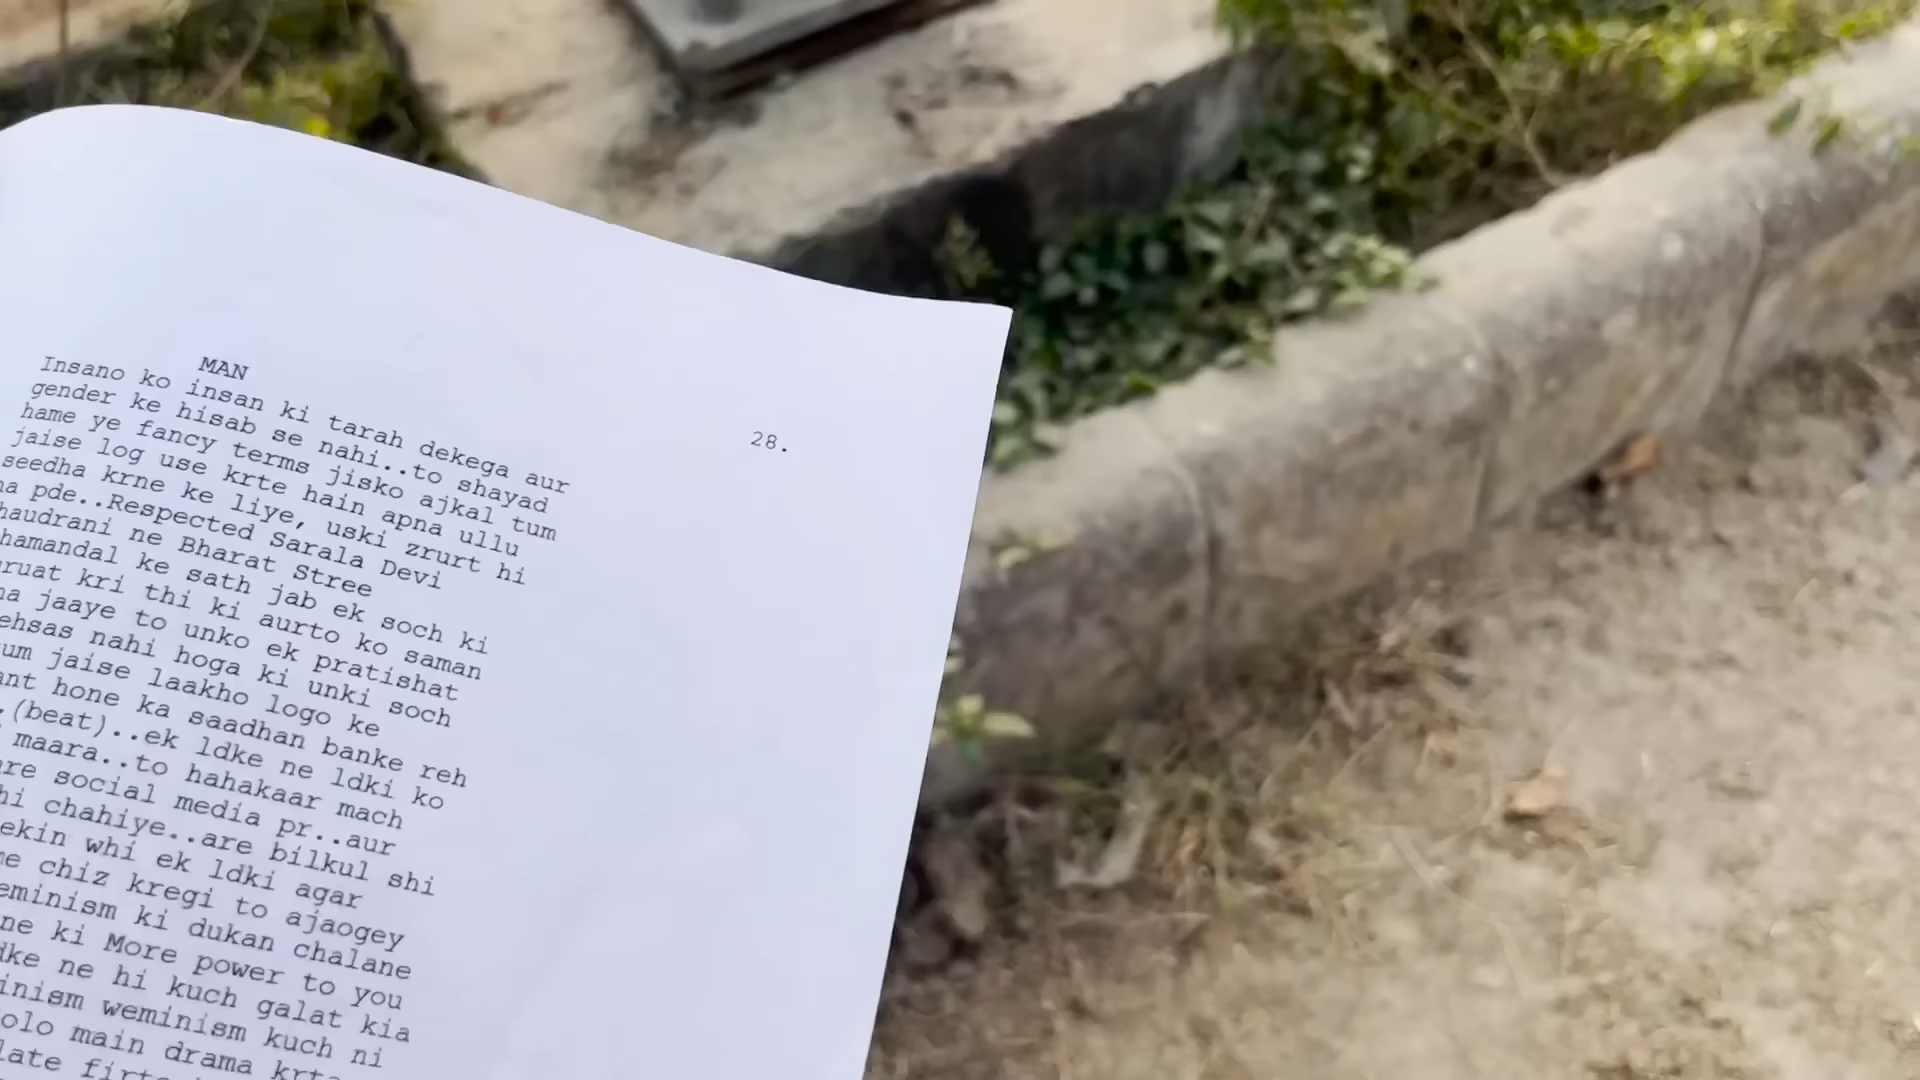 28.
MAN
Insano ko insan ki tarah dekega aur
gender ke hisab se nahi..to shayad
hame ye fancy terms jisko ajkal tum
jaise log use krte hain apna ullu
seedha krne ke liye, uski zrurt hi
na pde..Respected Sarala Devi
haudrani ne Bharat Stree
hamandal ke sath jab ek soch ki
ruat kri thi ki aurto ko saman
na jaaye to unko ek pratishat
ehsas nahi hoga ki unki soch
um jaise laakho logo ke
ant hone ka saadhan banke reh
.(beat)..ek ldke ne ldki ko
maara..to hahakaar mach
are social media pr..aur
hi chahiye..are bilkul shi
ekin whi ek ldki agar
me chiz kregi to ajaogey
eminism ki dukan chalane
ne ki More power to you
dke ne hi kuch galat kia
inism weminism kuch ni
olo main drama krta
late